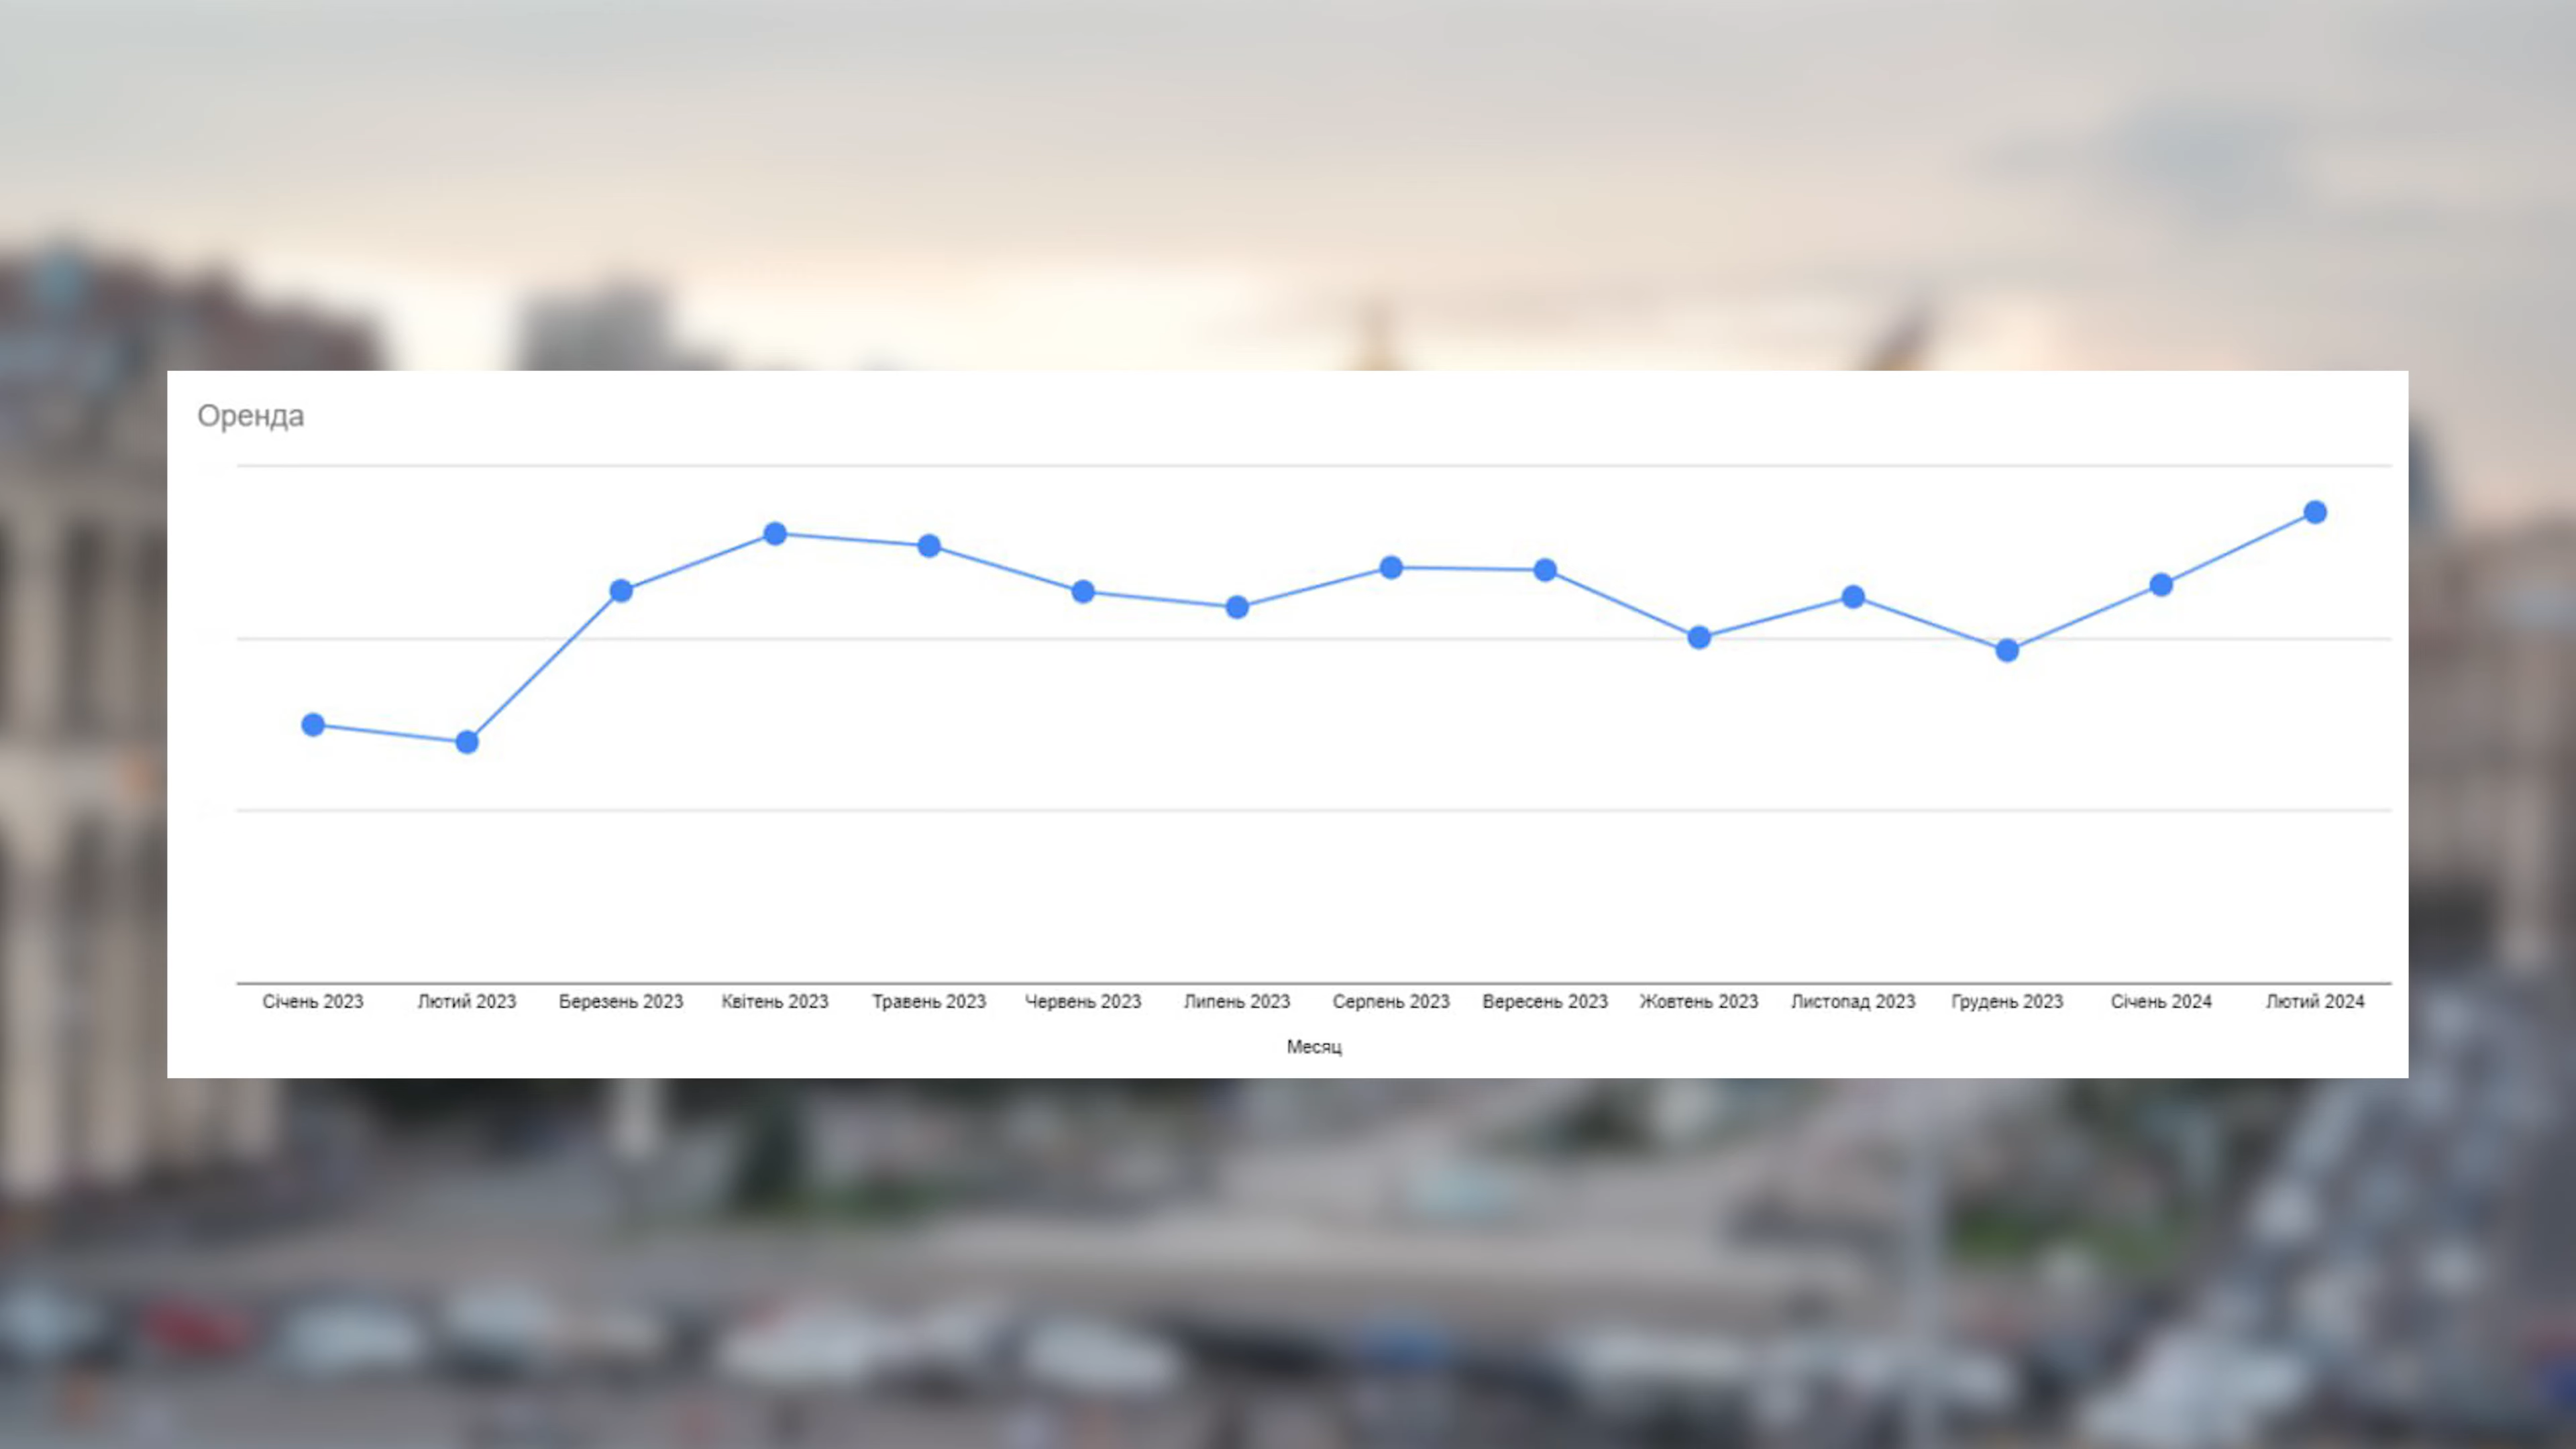 Оренда
Січень 2023 Лютий 2023 Березень 2023 Квітень 2023 Травень 2023 Червень 2023 Липень 2023 Серпень 2023 Вересень 2023 Жовтень 2023 Листопад 2023 Грудень 2023 Січень 2024 Лютий 2024
Месяц